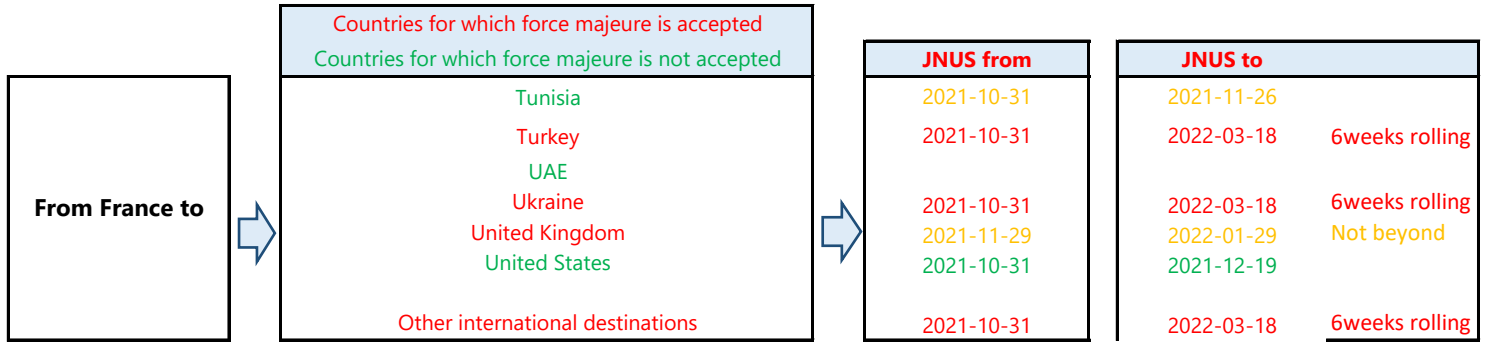 Countries for which force majeure is accepted
Countries for which force majeure is not accepted
JNUS from
JNUS to
From France to
Tunisia
2021-10-31
2021-11-26
Turkey
2021-10-31
2022-03-18
6weeks rolling
UAE
Ukraine
2021-10-31
2022-03-18
6weeks rolling
United Kingdom
2021-11-29
2022-01-29
Not beyond
United States
2021-10-31
2021-12-19
Other international destinations
2021-10-31
2022-03-18
6weeks rolling